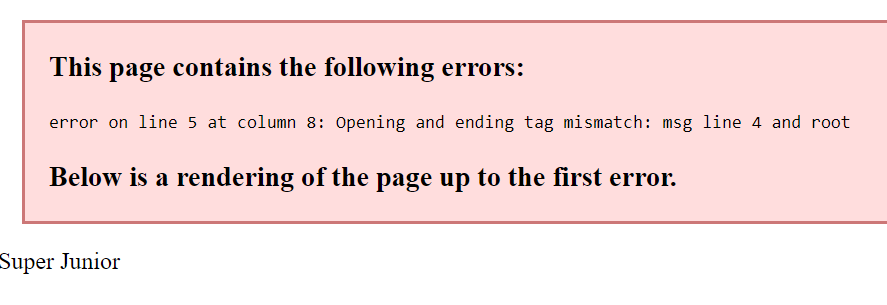 This page contains the following errors:
error on line 5 at column 8: Opening and ending tag mismatch: msg line 4 and root
Below is a rendering of the page up to the first error.
Super Junior